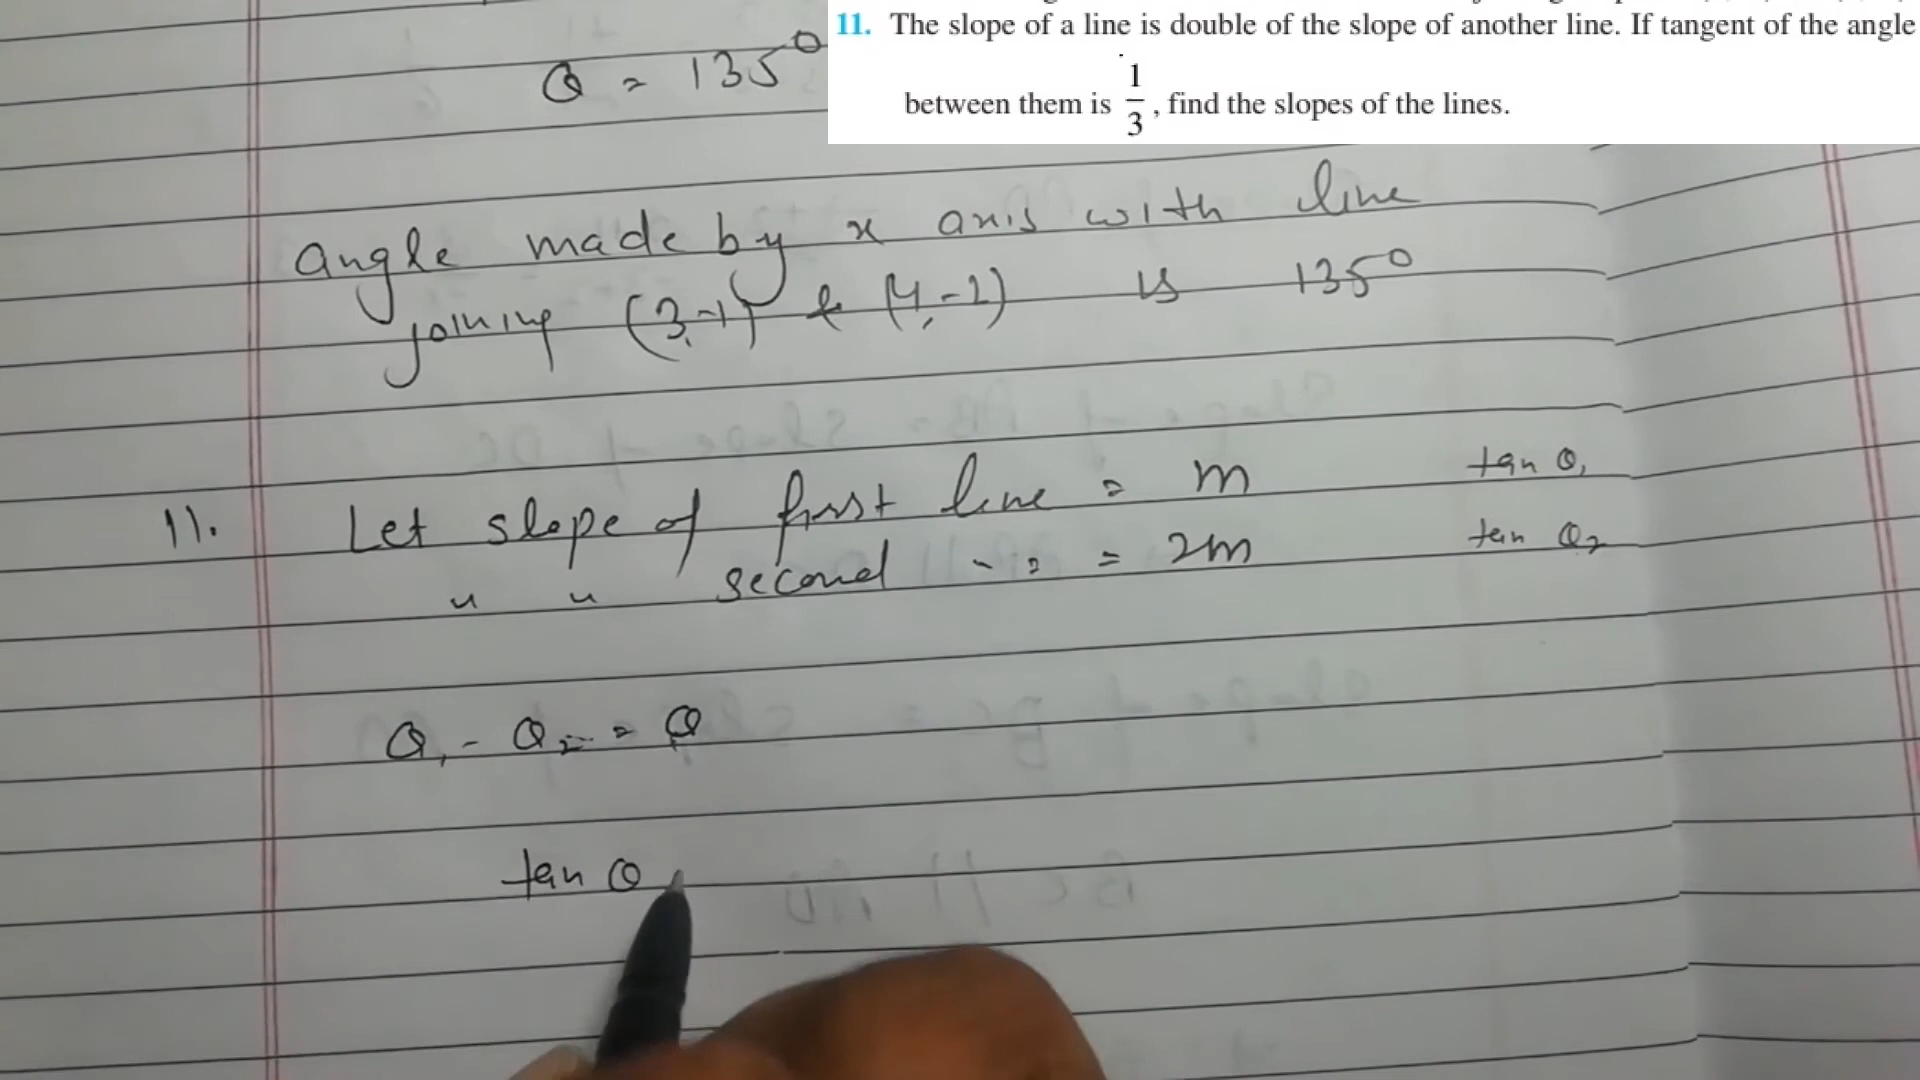 11. The slope of a line is double of the slope of another line. If tangent of the angle
between them is 1/3, find the slopes of the lines.
θ = 135°
angle made by x axis with line
joining (3,-1) & (4,-2) is 135°
11. Let slope of first line = m tan θ₁
" " second " " = 2m tan θ₂
θ₁ - θ₂ = θ
tan θ